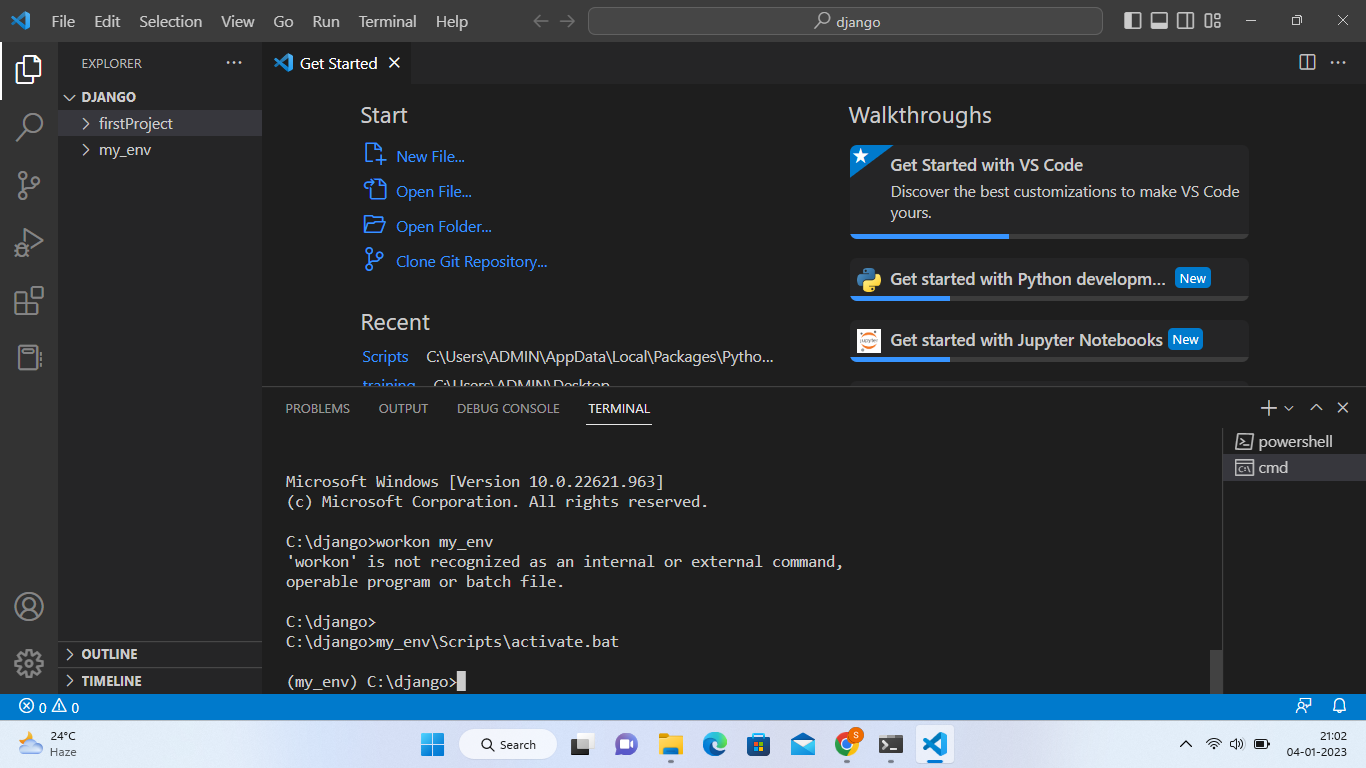 File Edit Selection View Go Run Terminal Help
django
EXPLORER
DJANGO
firstProject
my_env
OUTLINE
TIMELINE
Get Started
Start
New File...
Open File...
Open Folder...
Clone Git Repository...
Recent
Scripts C:\Users\ADMIN\AppData\Local\Packages\Pytho...
training C:\Users\ADMIN\Desktop
Walkthroughs
Get Started with VS Code
Discover the best customizations to make VS Code
yours.
Get started with Python developm... New
Get started with Jupyter Notebooks New
PROBLEMS OUTPUT DEBUG CONSOLE TERMINAL
powershell
cmd
Microsoft Windows [Version 10.0.22621.963]
(c) Microsoft Corporation. All rights reserved.
C:\django>workon my_env
'workon' is not recognized as an internal or external command,
operable program or batch file.
C:\django>
C:\django>my_env\Scripts\activate.bat
(my_env) C:\django>
0 0
24°C
Haze
Search
S
21:02
04-01-2023